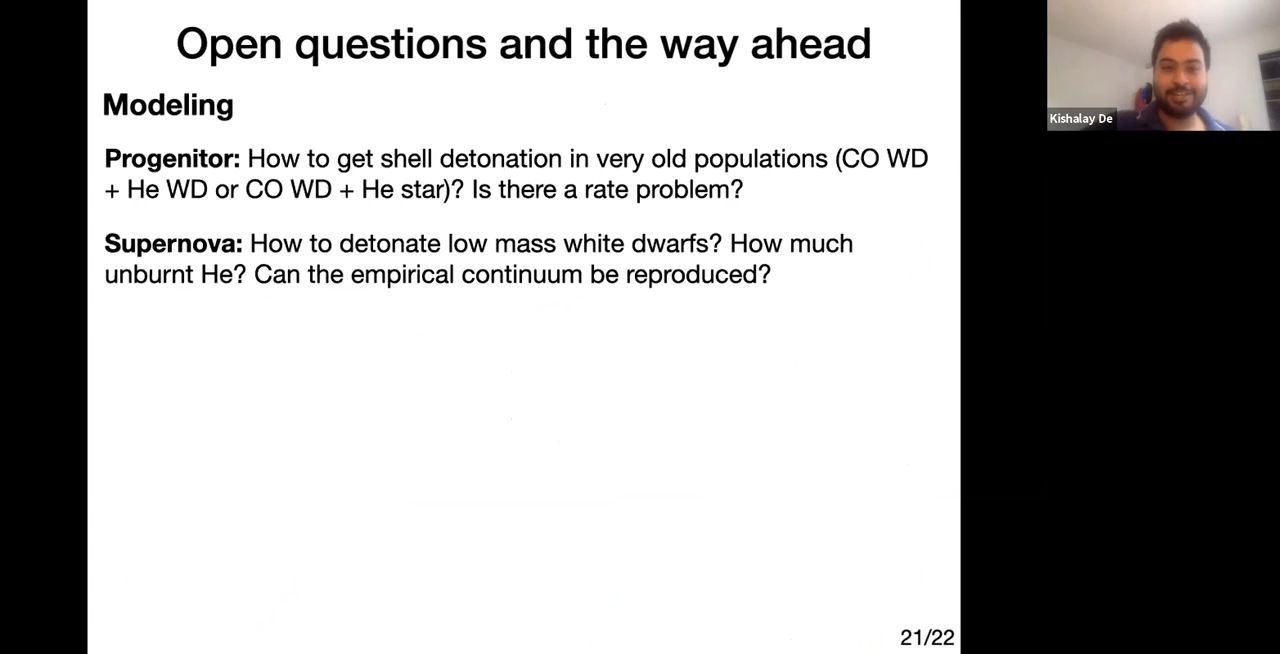 Open questions and the way ahead
Kishalay De
Modeling
Progenitor: How to get shell detonation in very old populations (CO WD
+ He WD or CO WD + He star)? Is there a rate problem?
Supernova: How to detonate low mass white dwarfs? How much
unburnt He? Can the empirical continuum be reproduced?
21/22